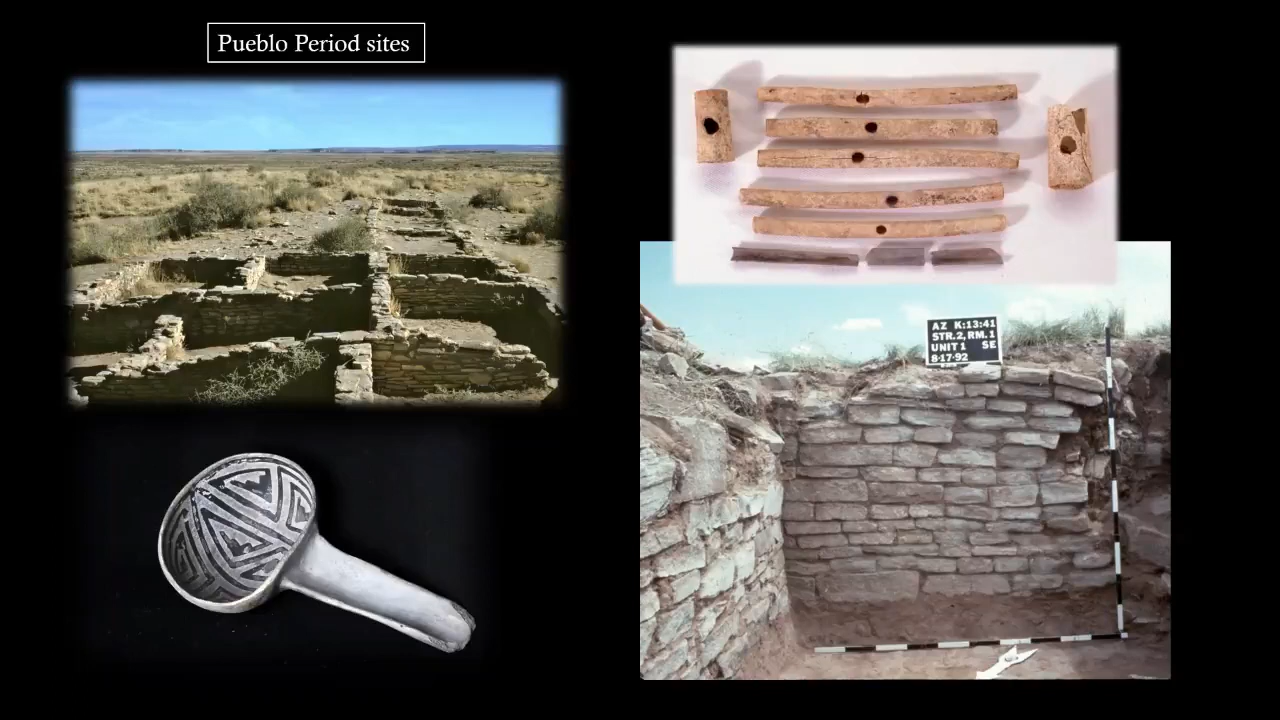 Pueblo Period sites
AZ K:13:41
STR.2, RM.1
UNIT 1 SE
8·17·92